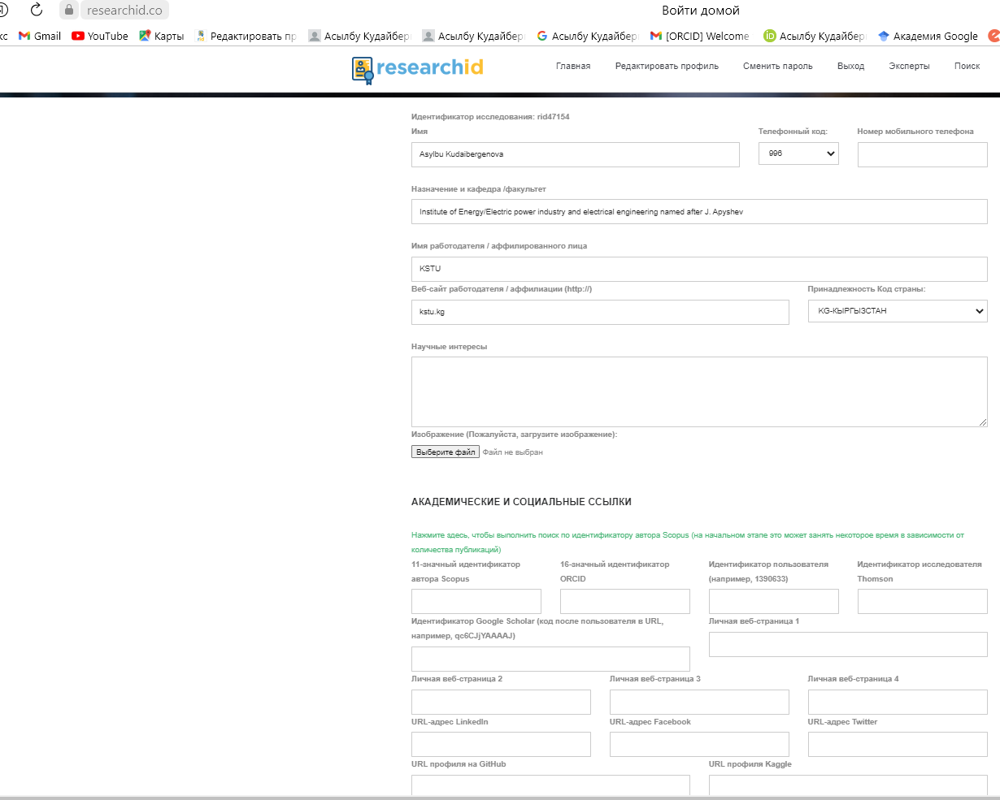 researchid.co
Войти домой
кс Gmail YouTube Карты Редактировать пр Асылбу Кудайбер Асылбу Кудайберг Асылбу Кудайбер [ORCID] Welcome Асылбу Кудайбер Академия Google
researchid
Главная Редактировать профиль Сменить пароль Выход Эксперты Поиск
Идентификатор исследования: rid47154
Имя Телефонный код: Номер мобильного телефона
Asylbu Kudaibergenova 996
Назначение и кафедра /факультет
Institute of Energy/Electric power industry and electrical engineering named after J. Apyshev
Имя работодателя / аффилированного лица
KSTU
Веб-сайт работодателя / аффилиации (http://) Принадлежность Код страны:
kstu.kg KG-КЫРГЫЗСТАН
Научные интересы
Изображение (Пожалуйста, загрузите изображение):
Выберите файл Файл не выбран
АКАДЕМИЧЕСКИЕ И СОЦИАЛЬНЫЕ ССЫЛКИ
Нажмите здесь, чтобы выполнить поиск по идентификатору автора Scopus (на начальном этапе это может занять некоторое время в зависимости от
количества публикаций)
11-значный идентификатор 16-значный идентификатор Идентификатор пользователя Идентификатор исследователя
автора Scopus ORCID (например, 1390633) Thomson
Идентификатор Google Scholar (код после пользователя в URL, Личная веб-страница 1
например, qc6CJjYAAAAJ)
Личная веб-страница 2 Личная веб-страница 3 Личная веб-страница 4
URL-адрес LinkedIn URL-адрес Facebook URL-адрес Twitter
URL профиля на GitHub URL профиля Kaggle